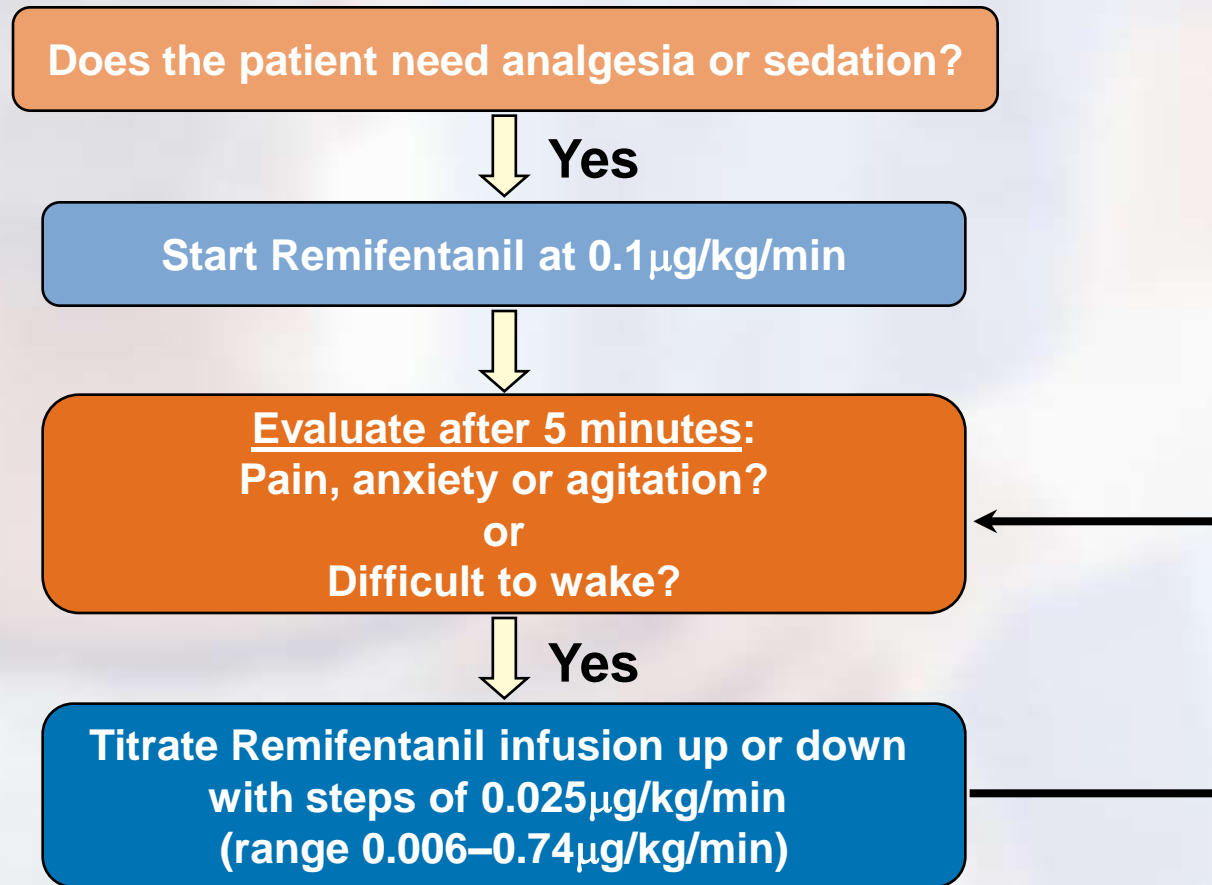 Does the patient need analgesia or sedation?
Yes
Start Remifentanil at 0.1μg/kg/min
Evaluate after 5 minutes:
Pain, anxiety or agitation?
or
Difficult to wake?
Yes
Titrate Remifentanil infusion up or down
with steps of 0.025μg/kg/min
(range 0.006–0.74μg/kg/min)